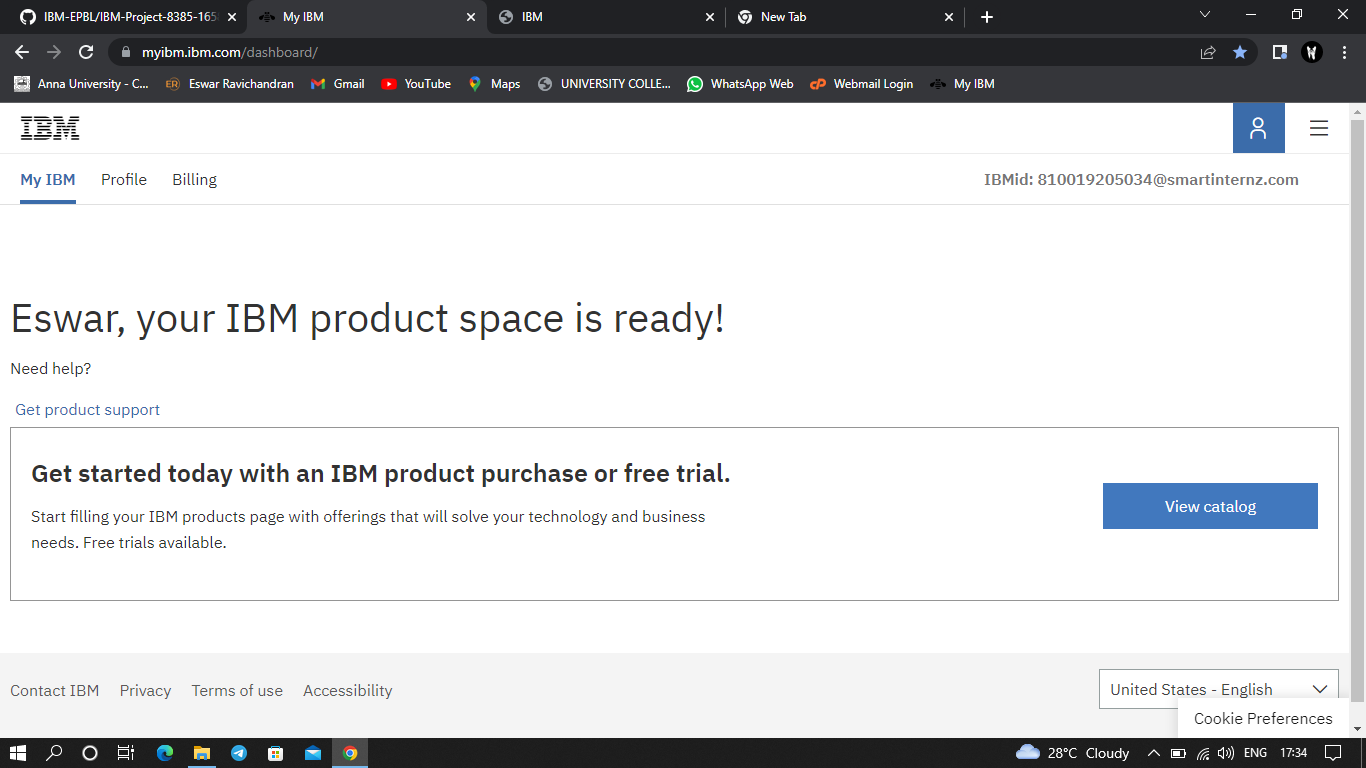 IBM-EPBL/IBM-Project-8385-165
My IBM
IBM
New Tab
myibm.ibm.com/dashboard/
Anna University - C...
Eswar Ravichandran
Gmail
YouTube
Maps
UNIVERSITY COLLE...
WhatsApp Web
Webmail Login
My IBM
IBM
My IBM
Profile
Billing
IBMid: 810019205034@smartinternz.com
Eswar, your IBM product space is ready!
Need help?
Get product support
Get started today with an IBM product purchase or free trial.
Start filling your IBM products page with offerings that will solve your technology and business
needs. Free trials available.
View catalog
Contact IBM
Privacy
Terms of use
Accessibility
United States - English
Cookie Preferences
28°C Cloudy
ENG
17:34